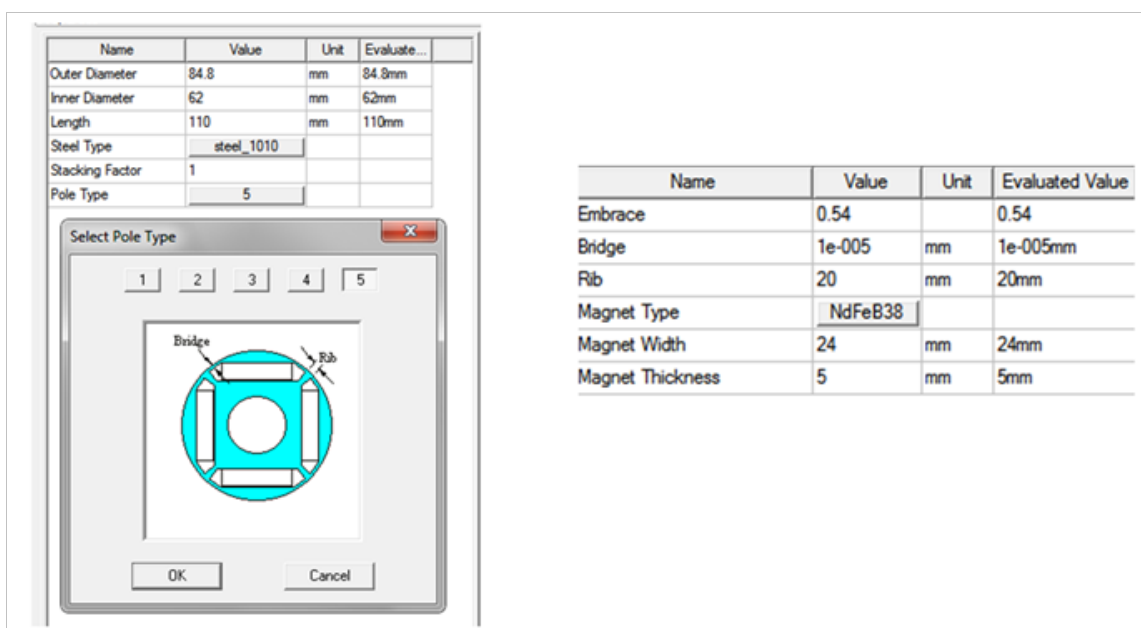 Name Value Unit Evaluate...
Outer Diameter 84.8 mm 84.8mm
Inner Diameter 62 mm 62mm
Length 110 mm 110mm
Steel Type steel_1010
Stacking Factor 1
Pole Type 5
Select Pole Type
1 2 3 4 5
Bridge
Rib
OK Cancel
Name Value Unit Evaluated Value
Embrace 0.54 0.54
Bridge 1e-005 mm 1e-005mm
Rib 20 mm 20mm
Magnet Type NdFeB38
Magnet Width 24 mm 24mm
Magnet Thickness 5 mm 5mm